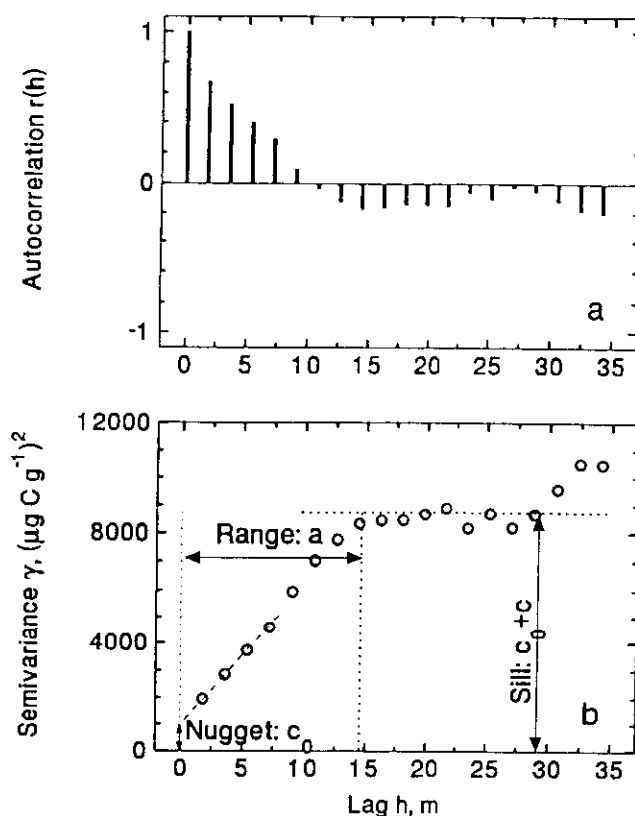 Autocorrelation r(h)
1
0
-1
0 5 10 15 20 25 30 35
a
Semivariance γ, (μg C g⁻¹)²
12000
8000
4000
0
Range: a
Nugget: c₀
Sill: c₀+c
b
0 5 10 15 20 25 30 35
Lag h, m